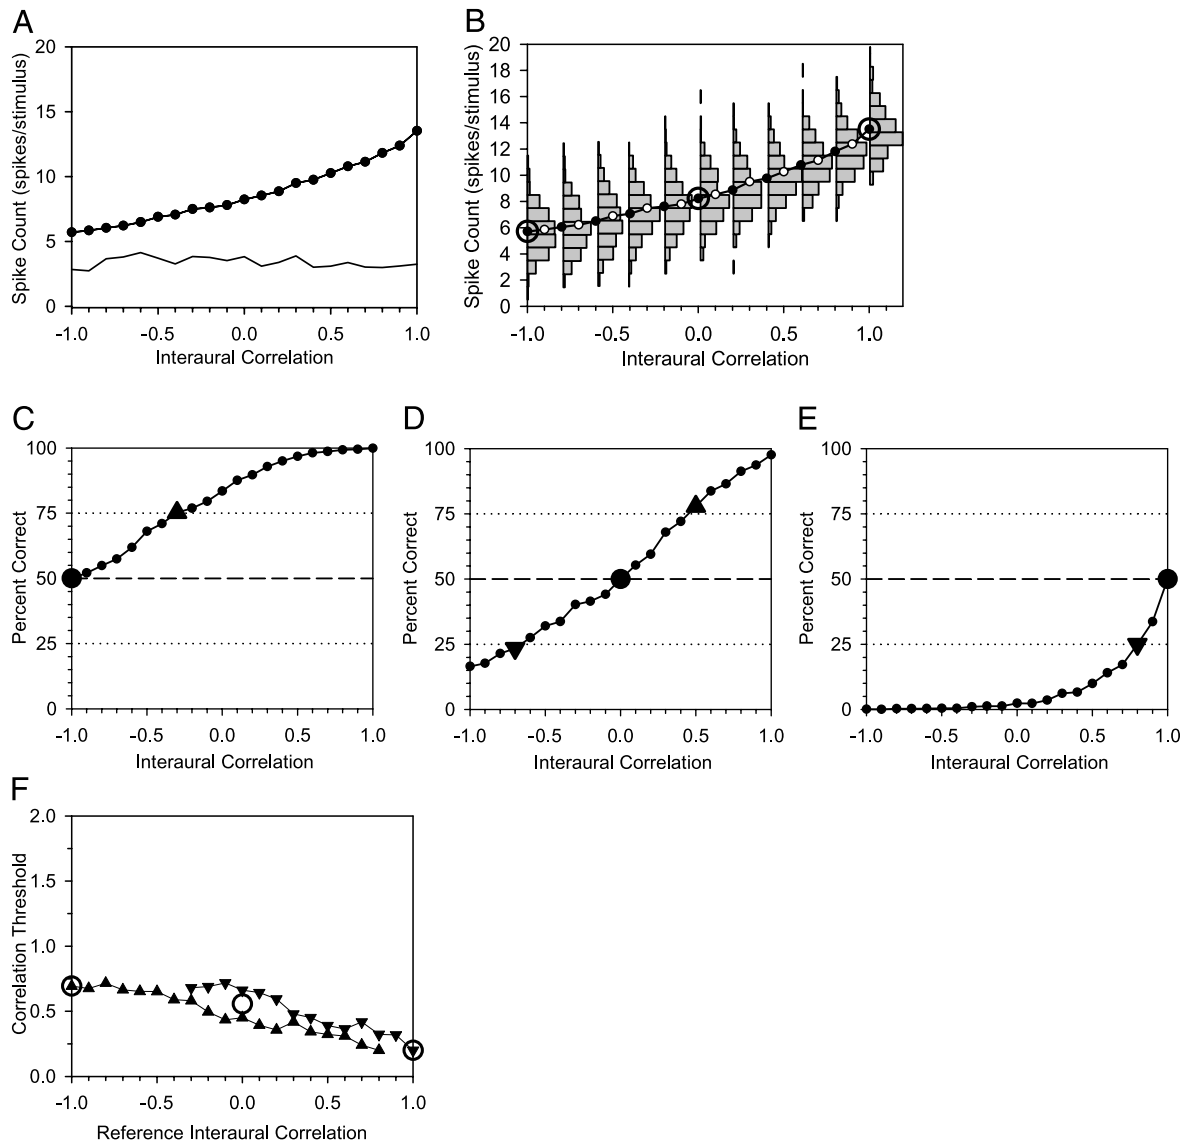 A
Spike Count (spikes/stimulus)
20
15
10
5
0
-1.0 -0.5 0.0 0.5 1.0
Interaural Correlation
B
Spike Count (spikes/stimulus)
20
18
16
14
12
10
8
6
4
2
0
-1.0 -0.5 0.0 0.5 1.0
Interaural Correlation
C
Percent Correct
100
75
50
25
0
-1.0 -0.5 0.0 0.5 1.0
Interaural Correlation
D
Percent Correct
100
75
50
25
0
-1.0 -0.5 0.0 0.5 1.0
Interaural Correlation
E
Percent Correct
100
75
50
25
0
-1.0 -0.5 0.0 0.5 1.0
Interaural Correlation
F
Correlation Threshold
2.0
1.5
1.0
0.5
0.0
-1.0 -0.5 0.0 0.5 1.0
Reference Interaural Correlation